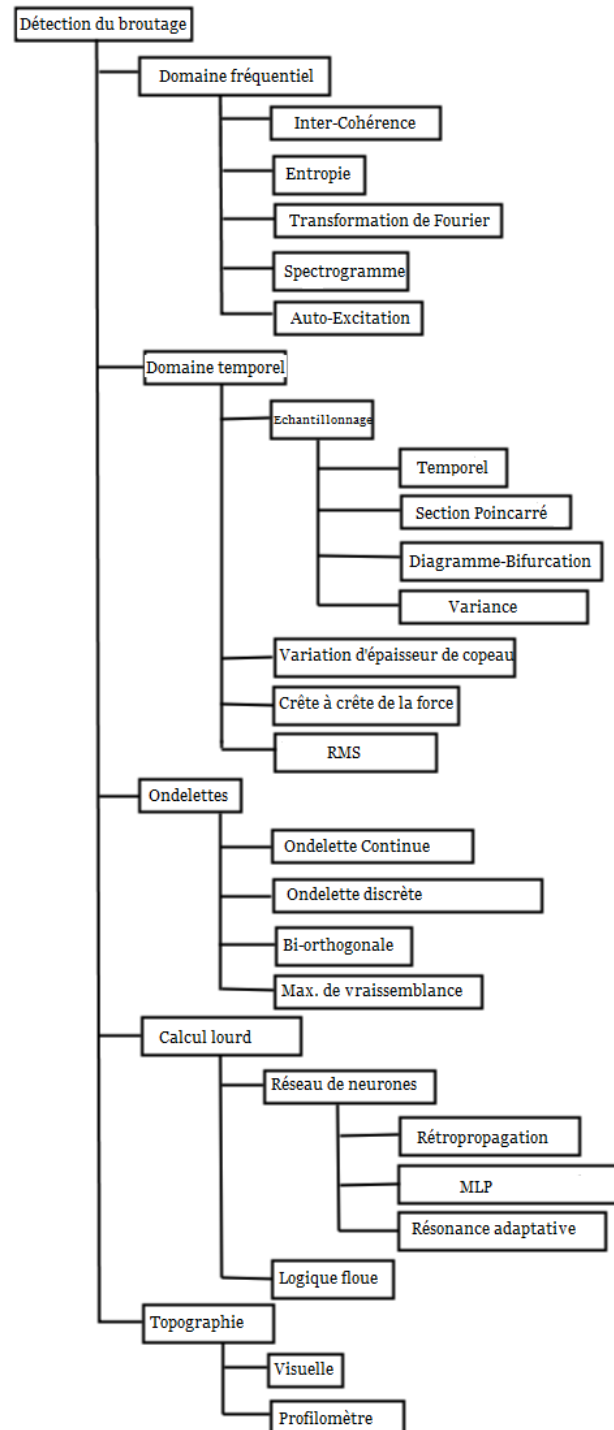 Détection du broutage
Domaine fréquentiel
Inter-Cohérence
Entropie
Transformation de Fourier
Spectrogramme
Auto-Excitation
Domaine temporel
Echantillonnage
Temporel
Section Poincarré
Diagramme-Bifurcation
Variance
Variation d'épaisseur de copeau
Crête à crête de la force
RMS
Ondelettes
Ondelette Continue
Ondelette discrète
Bi-orthogonale
Max. de vraissemblance
Calcul lourd
Réseau de neurones
Rétropropagation
MLP
Résonance adaptative
Logique floue
Topographie
Visuelle
Profilomètre